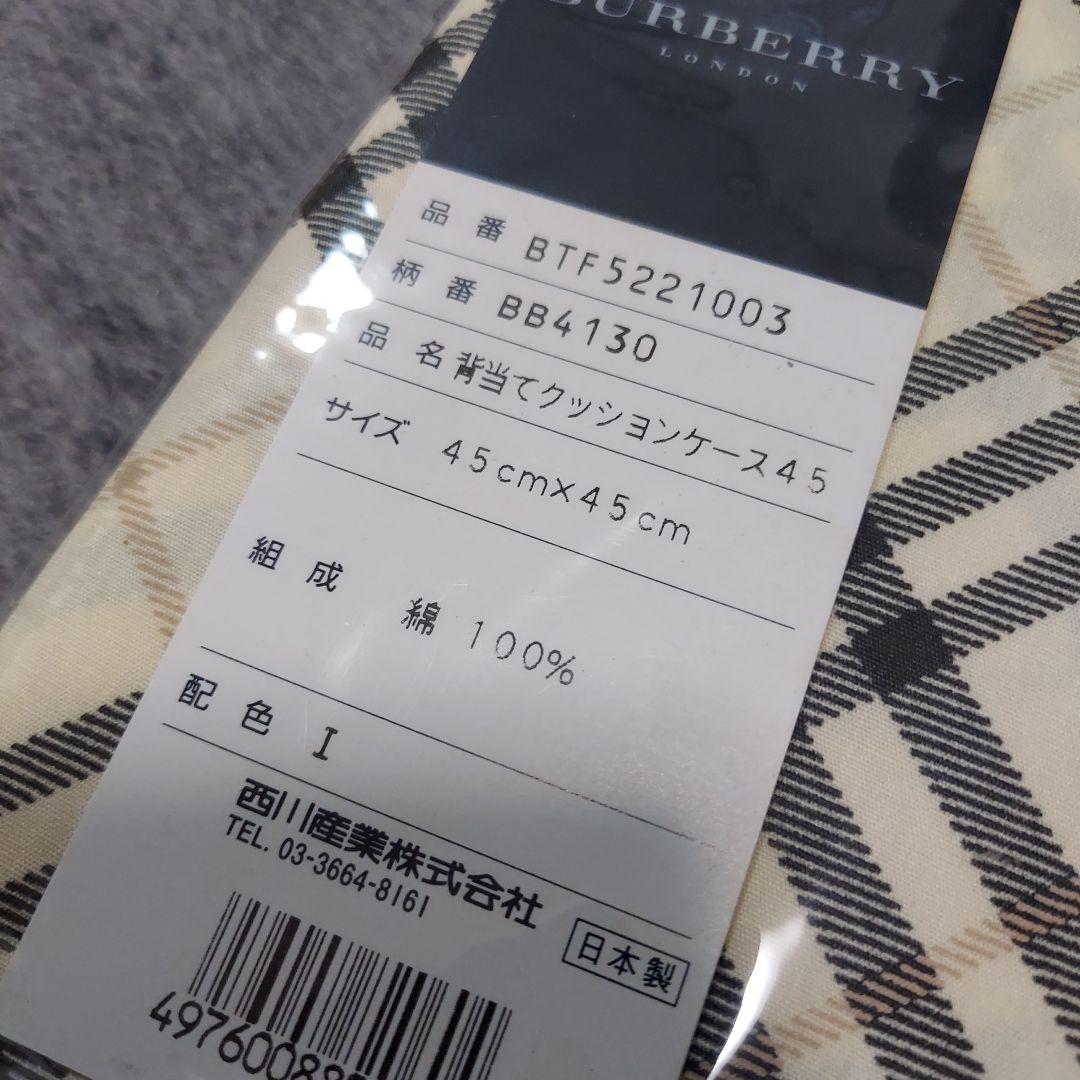 BURBERRY
LONDON
品番 BTF5221003
柄番 BB4130
品名 背当てクッションケース45
サイズ 45cm×45cm
組成 綿 100%
配色 I
西川産業株式会社
TEL. 03-3664-8161
日本製